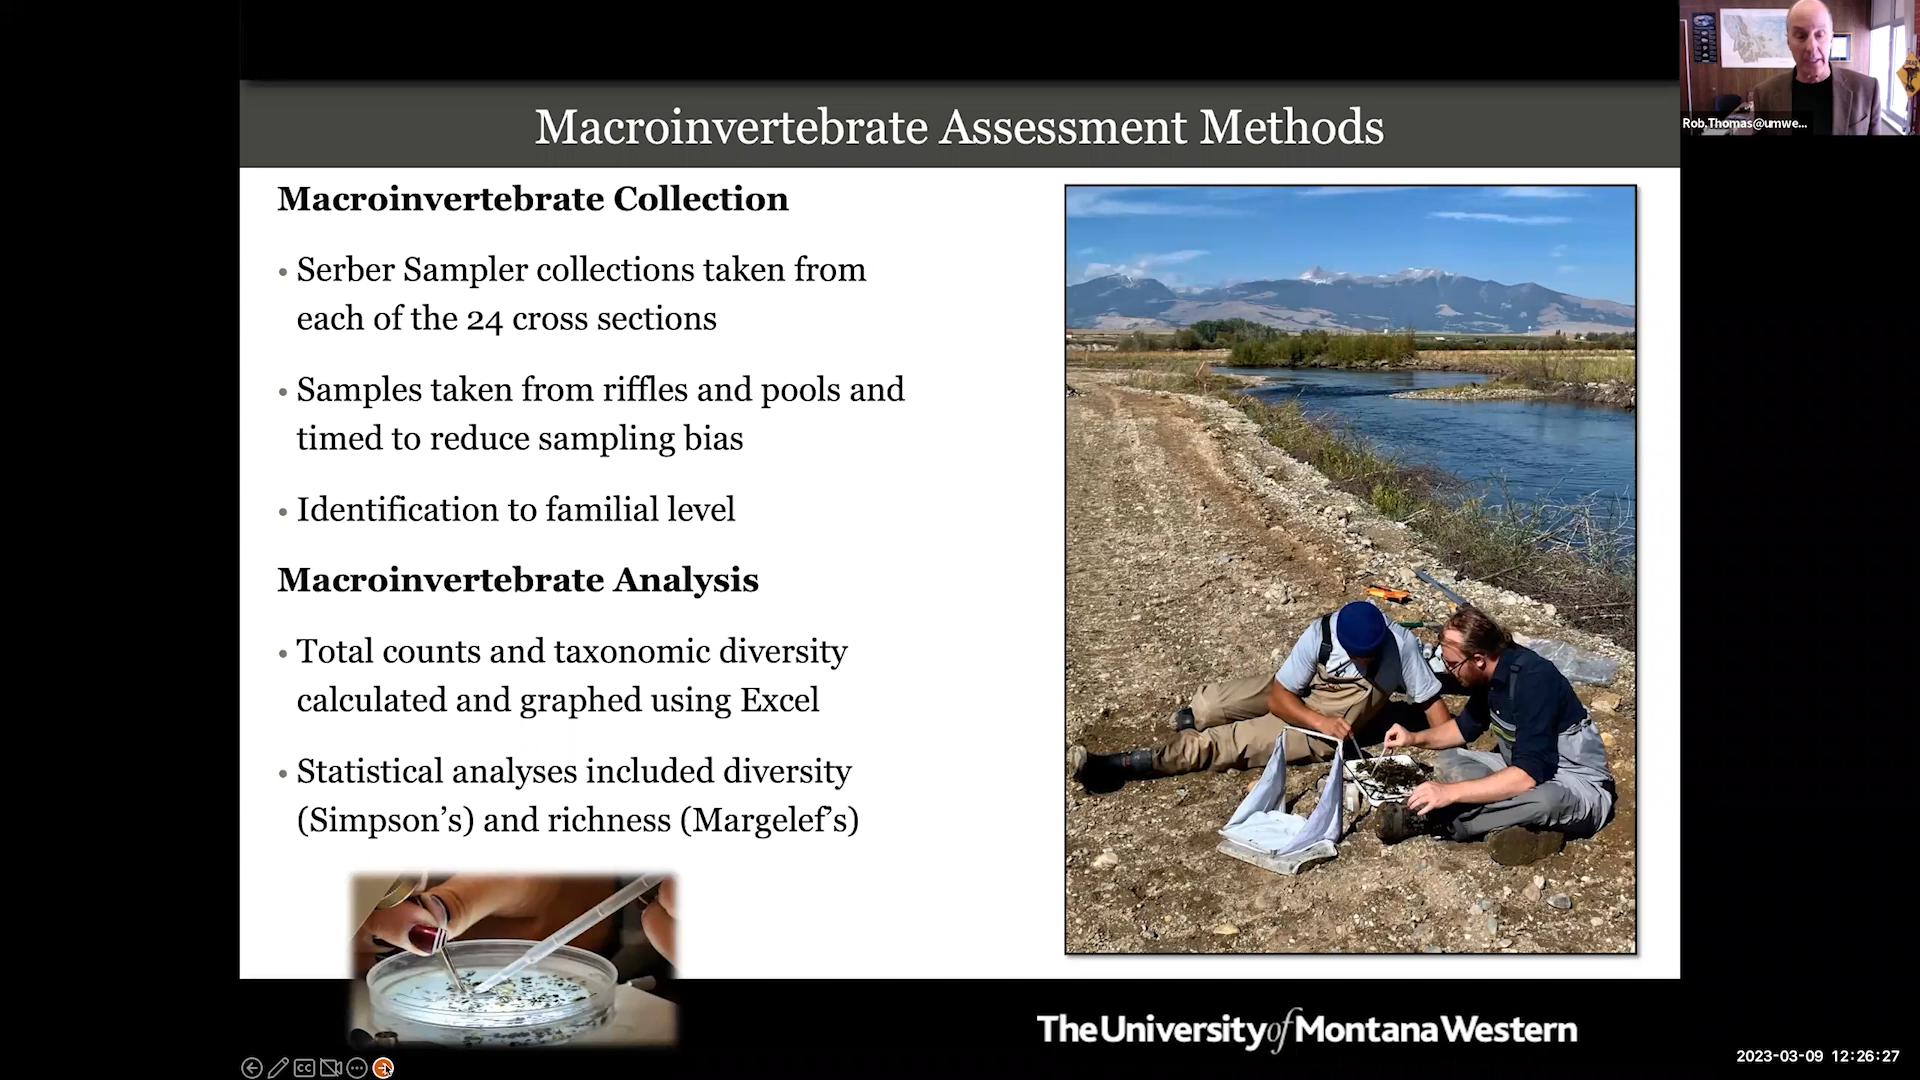 Macroinvertebrate Assessment Methods
Rob.Thomas@umwe...
Macroinvertebrate Collection
• Serber Sampler collections taken from
each of the 24 cross sections
• Samples taken from riffles and pools and
timed to reduce sampling bias
• Identification to familial level
Macroinvertebrate Analysis
• Total counts and taxonomic diversity
calculated and graphed using Excel
• Statistical analyses included diversity
(Simpson’s) and richness (Margelef’s)
The University of Montana Western
CC
2023-03-09 12:26:27